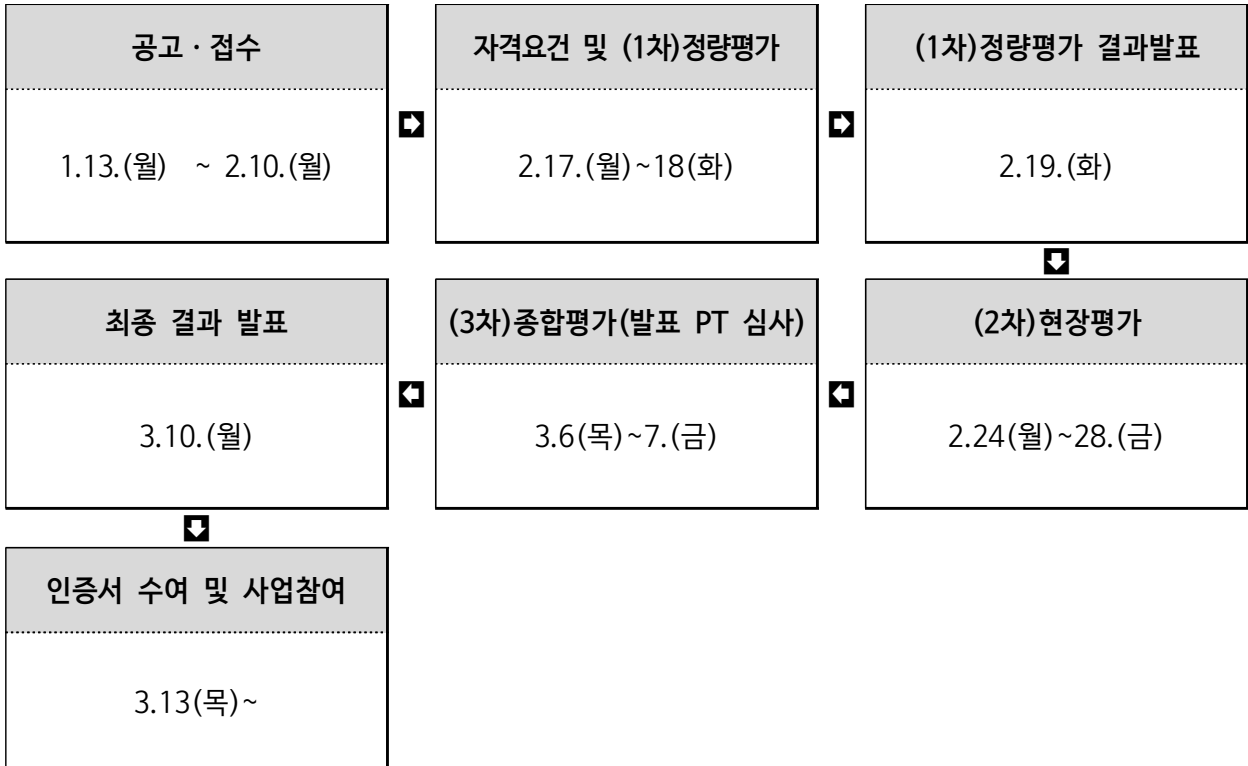 공고 · 접수
1.13.(월) ~ 2.10.(월)
자격요건 및 (1차)정량평가
2.17.(월)~18(화)
(1차)정량평가 결과발표
2.19.(화)
(2차)현장평가
2.24(월)~28.(금)
(3차)종합평가(발표 PT 심사)
3.6(목)~7.(금)
최종 결과 발표
3.10.(월)
인증서 수여 및 사업참여
3.13(목)~